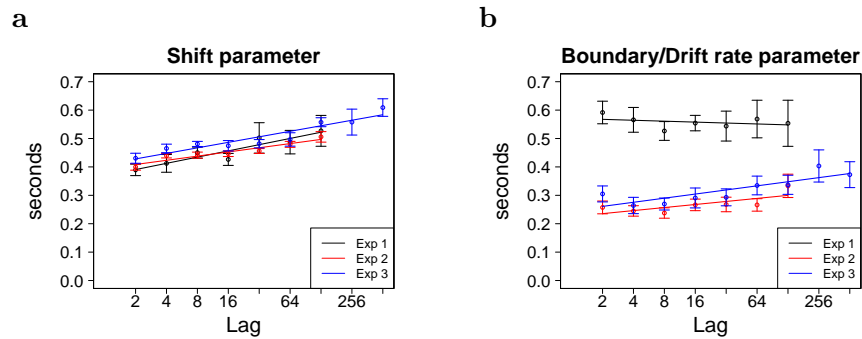 a
Shift parameter
seconds
0.7
0.6
0.5
0.4
0.3
0.2
0.1
0.0
2 4 8 16 64 256
Lag
Exp 1
Exp 2
Exp 3
b
Boundary/Drift rate parameter
seconds
0.7
0.6
0.5
0.4
0.3
0.2
0.1
0.0
2 4 8 16 64 256
Lag
Exp 1
Exp 2
Exp 3